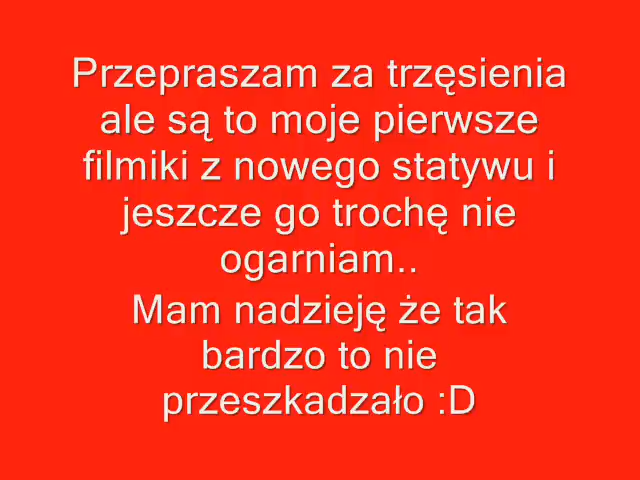 Przepraszam za trzęsienia
ale są to moje pierwsze
filmiki z nowego statywu i
jeszcze go trochę nie
ogarniam..
Mam nadzieję że tak
bardzo to nie
przeszkadzało :D